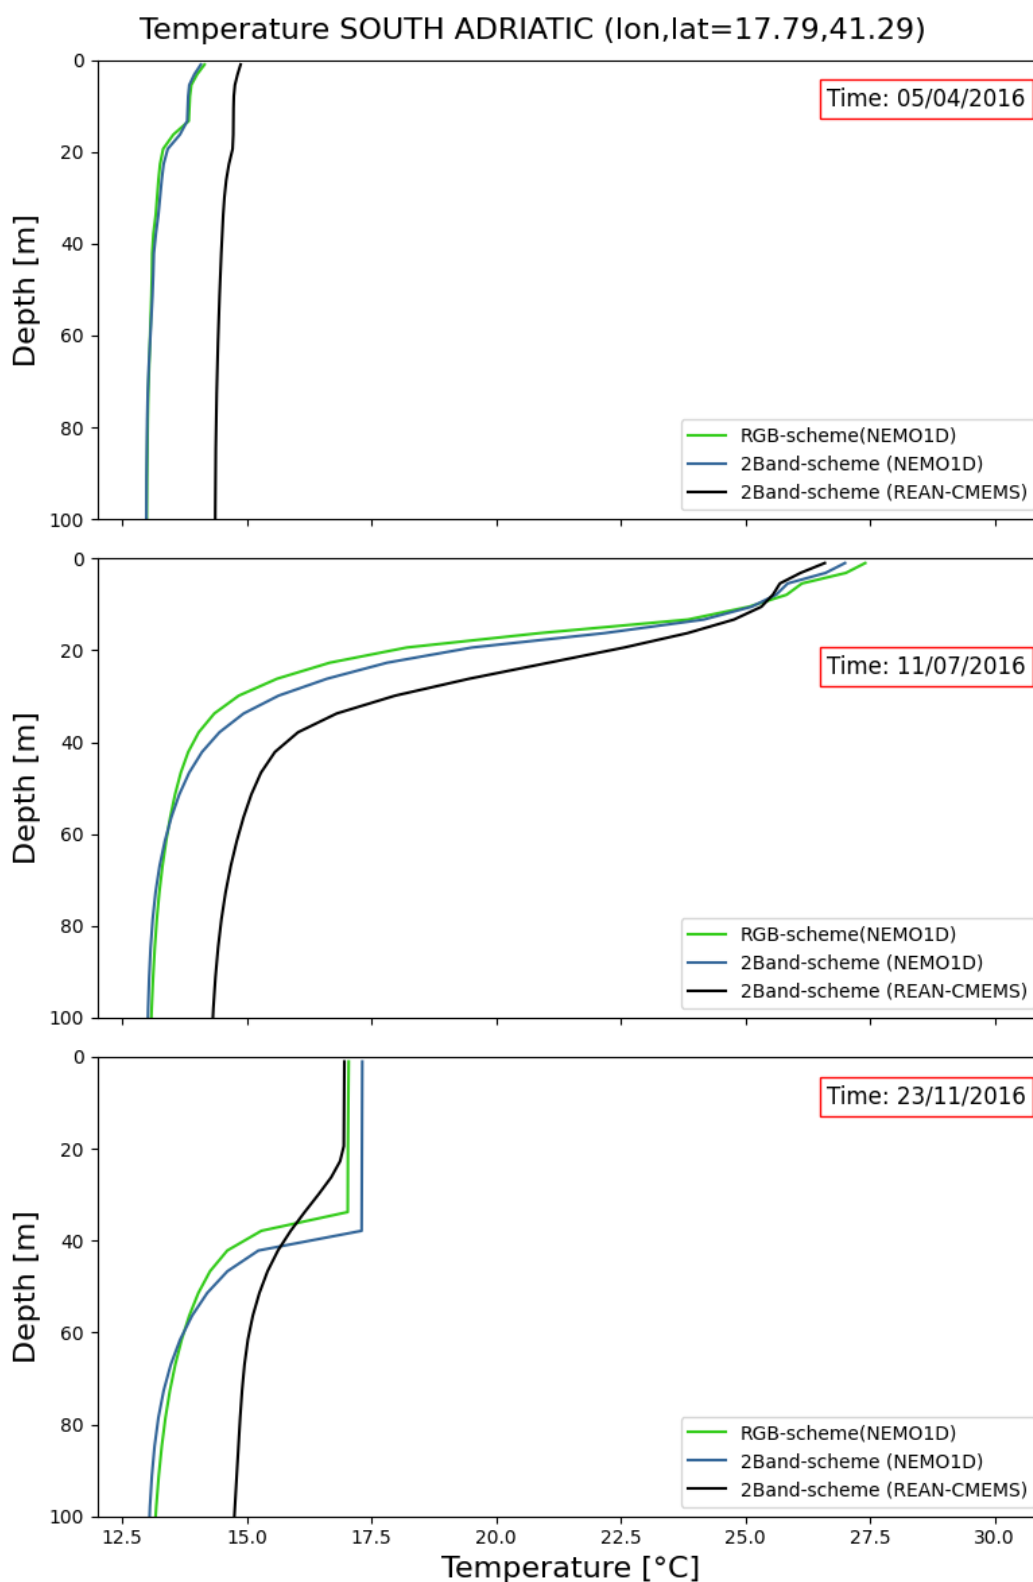 Temperature SOUTH ADRIATIC (lon,lat=17.79,41.29)
0
20
40
60
80
100
Depth [m]
Time: 05/04/2016
RGB-scheme(NEMO1D)
2Band-scheme (NEMO1D)
2Band-scheme (REAN-CMEMS)
0
20
40
60
80
100
Depth [m]
Time: 11/07/2016
RGB-scheme(NEMO1D)
2Band-scheme (NEMO1D)
2Band-scheme (REAN-CMEMS)
0
20
40
60
80
100
Depth [m]
Time: 23/11/2016
RGB-scheme(NEMO1D)
2Band-scheme (NEMO1D)
2Band-scheme (REAN-CMEMS)
12.5 15.0 17.5 20.0 22.5 25.0 27.5 30.0
Temperature [°C]